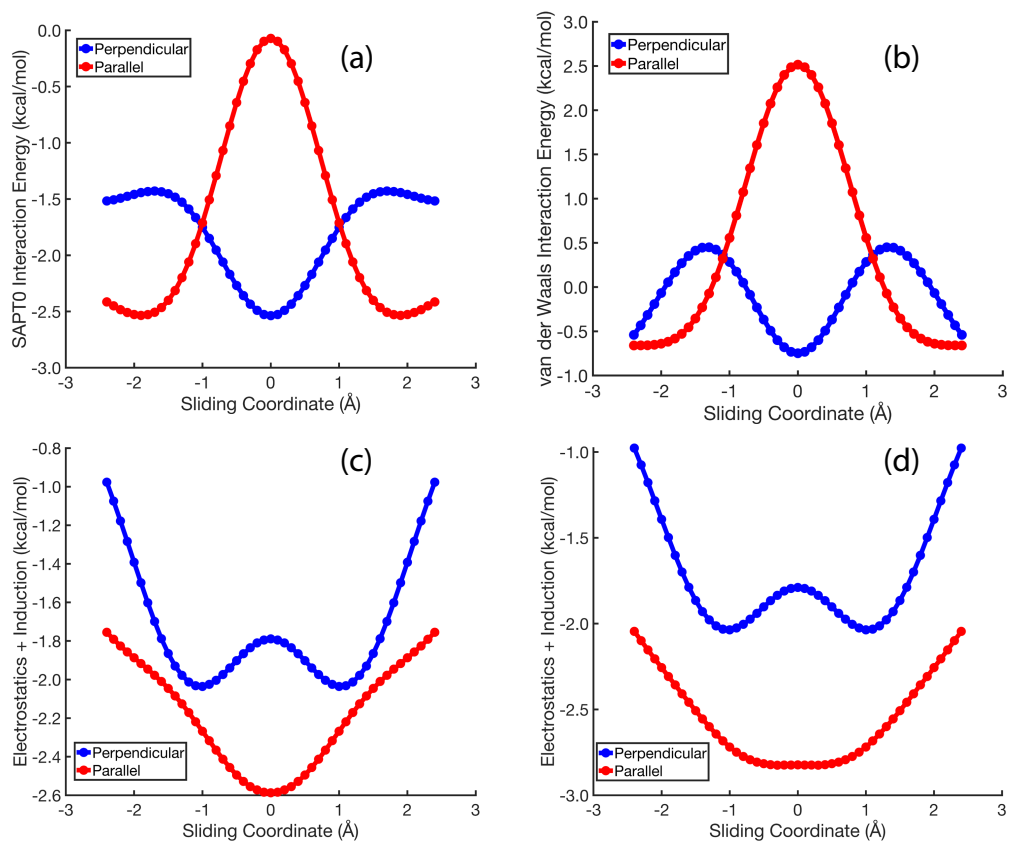 (a)
SAPT0 Interaction Energy (kcal/mol)
0.0
-0.5
-1.0
-1.5
-2.0
-2.5
-3.0
Perpendicular
Parallel
-3
-2
-1
0
1
2
3
Sliding Coordinate (Å)
(b)
van der Waals Interaction Energy (kcal/mol)
3.0
2.5
2.0
1.5
1.0
0.5
0.0
-0.5
-1.0
Perpendicular
Parallel
-3
-2
-1
0
1
2
3
Sliding Coordinate (Å)
(c)
Electrostatics + Induction (kcal/mol)
-0.8
-1.0
-1.2
-1.4
-1.6
-1.8
-2.0
-2.2
-2.4
-2.6
Perpendicular
Parallel
-3
-2
-1
0
1
2
3
Sliding Coordinate (Å)
(d)
Electrostatics + Induction (kcal/mol)
-1.0
-1.5
-2.0
-2.5
-3.0
Perpendicular
Parallel
-3
-2
-1
0
1
2
3
Sliding Coordinate (Å)